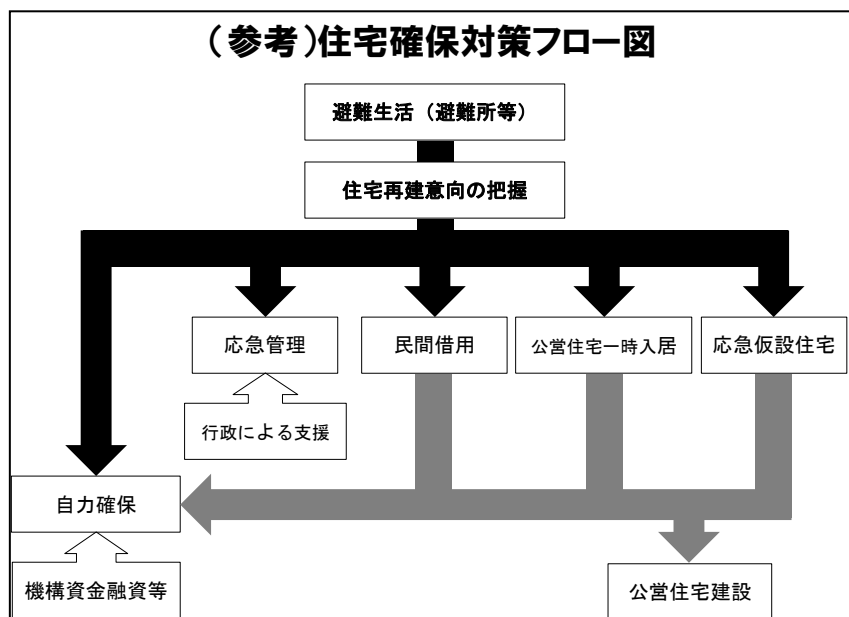 (参考)住宅確保対策フロー図
避難生活（避難所等）
住宅再建意向の把握
応急管理
民間借用
公営住宅一時入居
応急仮設住宅
行政による支援
自力確保
機構資金融資等
公営住宅建設